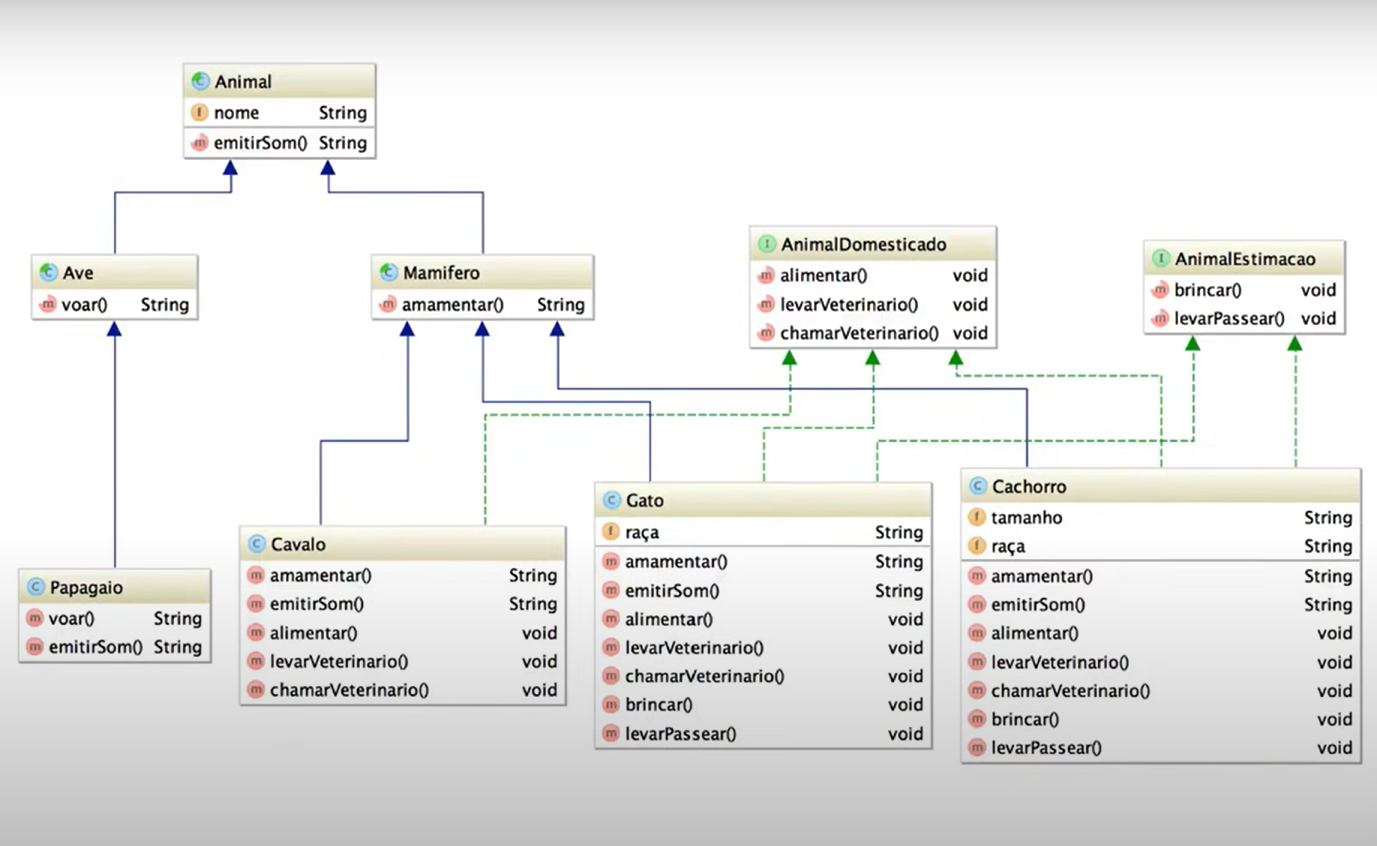 Animal
nome String
emitirSom() String
Ave
voar() String
Mamifero
amamentar() String
AnimalDomesticado
alimentar() void
levarVeterinario() void
chamarVeterinario() void
AnimalEstimacao
brincar() void
levarPassear() void
Papagaio
voar() String
emitirSom() String
Cavalo
amamentar() String
emitirSom() String
alimentar() void
levarVeterinario() void
chamarVeterinario() void
Gato
raça String
amamentar() String
emitirSom() String
alimentar() void
levarVeterinario() void
chamarVeterinario() void
brincar() void
levarPassear() void
Cachorro
tamanho String
raça String
amamentar() String
emitirSom() String
alimentar() void
levarVeterinario() void
chamarVeterinario() void
brincar() void
levarPassear() void